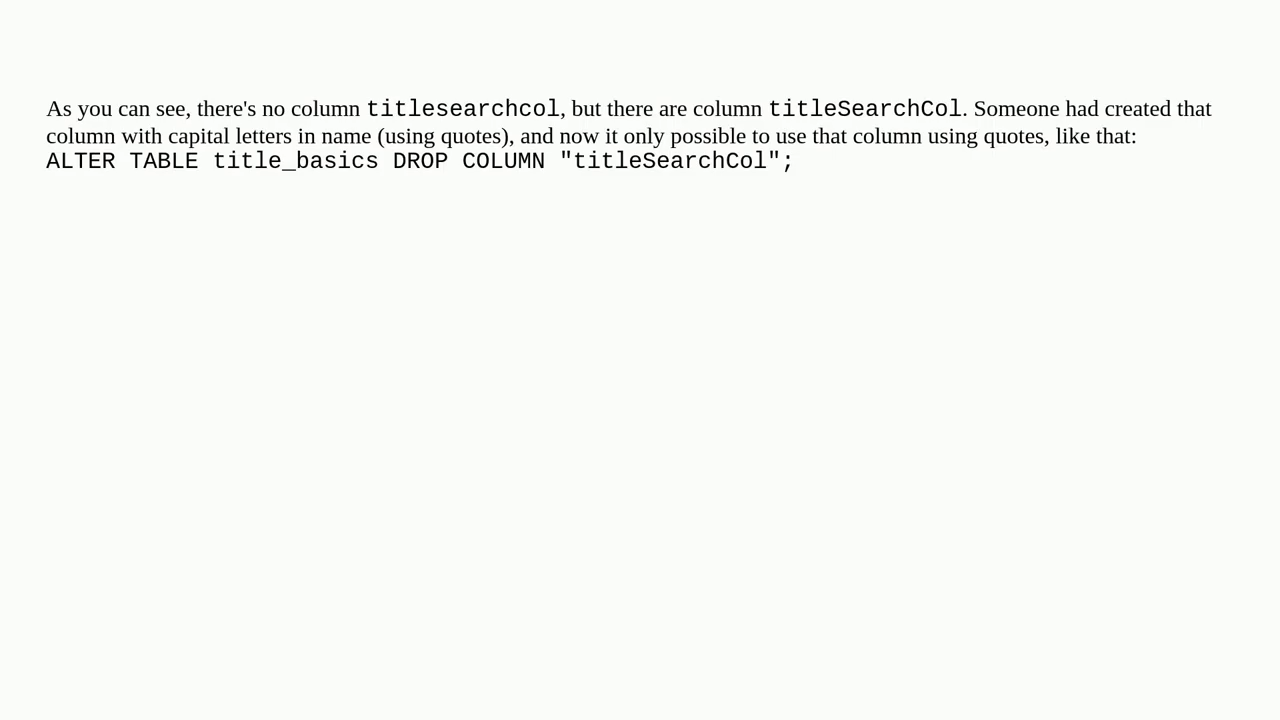 As you can see, there's no column titlesearchcol, but there are column titleSearchCol. Someone had created that
column with capital letters in name (using quotes), and now it only possible to use that column using quotes, like that:
ALTER TABLE title_basics DROP COLUMN "titleSearchCol";